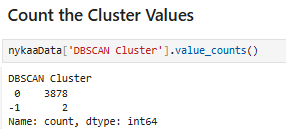 Count the Cluster Values
nykaaData['DBSCAN Cluster'].value_counts()
DBSCAN Cluster
 0    3878
-1       2
Name: count, dtype: int64